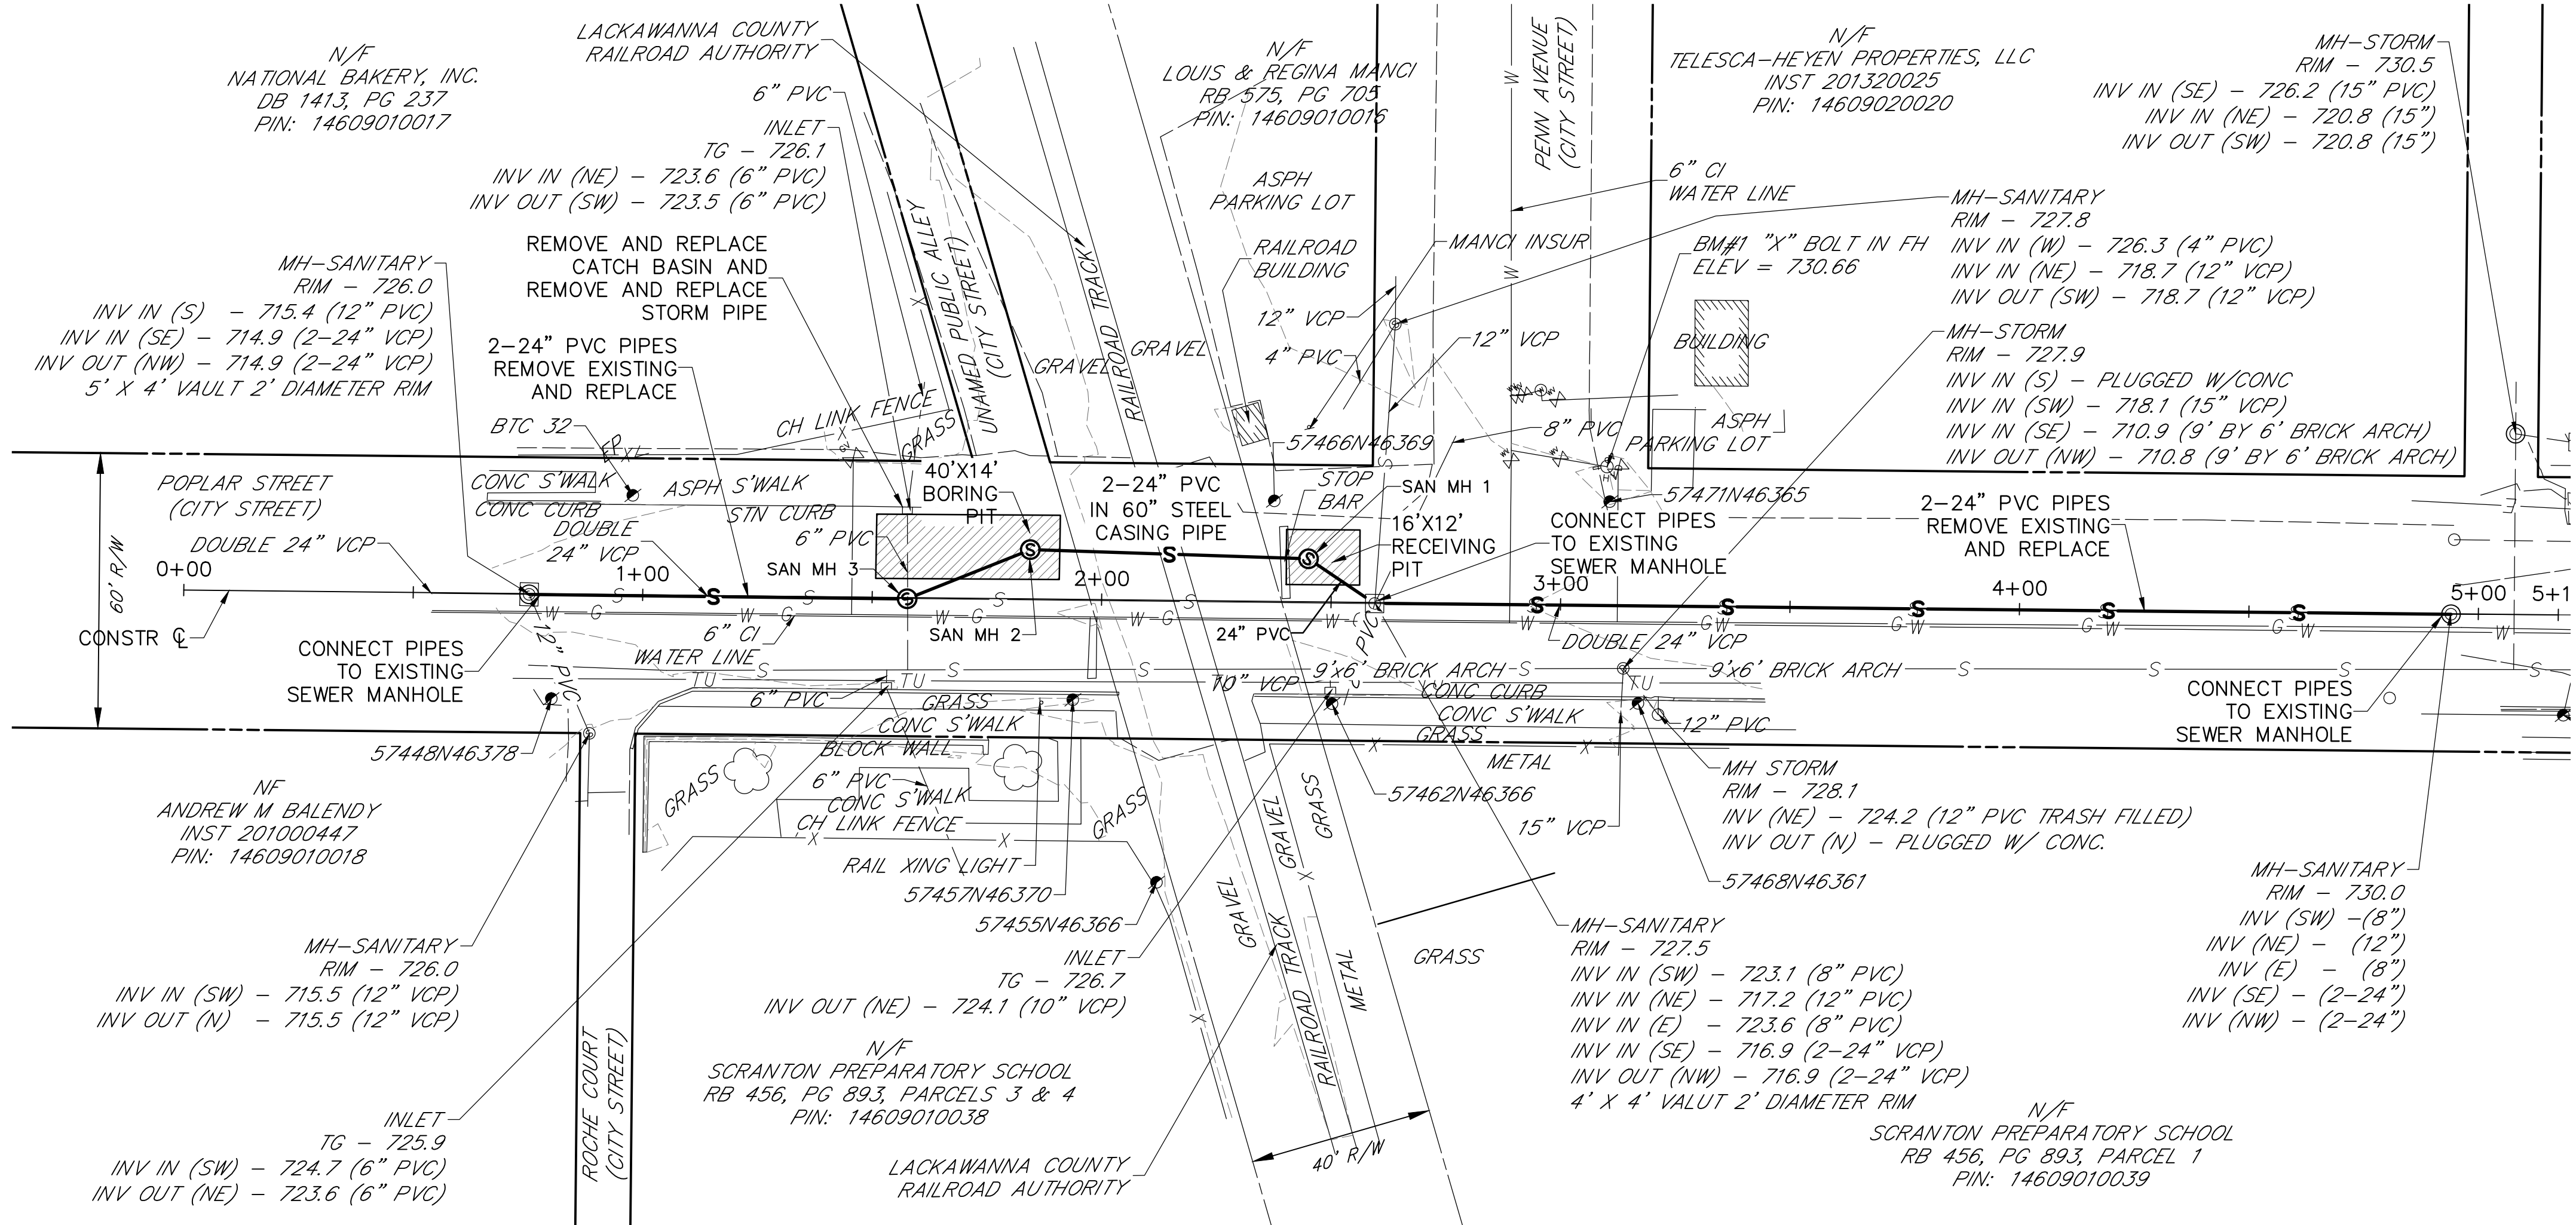 N/F
NATIONAL BAKERY, INC.
DB 1413, PG 237
PIN: 14609010017
LACKAWANNA COUNTY
RAILROAD AUTHORITY
6" PVC
INLET
TG - 726.1
INV IN (NE) - 723.6 (6" PVC)
INV OUT (SW) - 723.5 (6" PVC)
REMOVE AND REPLACE
CATCH BASIN AND
REMOVE AND REPLACE
STORM PIPE
MH-SANITARY
RIM - 726.0
INV IN (S) - 715.4 (12" PVC)
INV IN (SE) - 714.9 (2-24" VCP)
INV OUT (NW) - 714.9 (2-24" VCP)
5' X 4' VAULT 2' DIAMETER RIM
2-24" PVC PIPES
REMOVE EXISTING
AND REPLACE
BTC 32
CH LINK FENCE
X
GRASS
UNAMED PUBLIC ALLEY
(CITY STREET)
RAILROAD TRACK
RAILROAD TRACK
GRAVEL
GRAVEL
N/F
LOUIS & REGINA MANCI
RB 575, PG 705
PIN: 14609010016
ASPH
PARKING LOT
RAILROAD
BUILDING
MANCI INSUR
12" VCP
4" PVC
12" VCP
57466N46369
8" PVC
PENN AVENUE
(CITY STREET)
W
W
6" CI
WATER LINE
N/F
TELESCA-HEYEN PROPERTIES, LLC
INST 201320025
PIN: 14609020020
BM#1 "X" BOLT IN FH
ELEV = 730.66
BUILDING
ASPH
PARKING LOT
MH-STORM
RIM - 730.5
INV IN (SE) - 726.2 (15" PVC)
INV IN (NE) - 720.8 (15")
INV OUT (SW) - 720.8 (15")
MH-SANITARY
RIM - 727.8
INV IN (W) - 726.3 (4" PVC)
INV IN (NE) - 718.7 (12" VCP)
INV OUT (SW) - 718.7 (12" VCP)
MH-STORM
RIM - 727.9
INV IN (S) - PLUGGED W/CONC
INV IN (SW) - 718.1 (15" VCP)
INV IN (SE) - 710.9 (9' BY 6' BRICK ARCH)
INV OUT (NW) - 710.8 (9' BY 6' BRICK ARCH)
POPLAR STREET
(CITY STREET)
60' R/W
CONC S'WALK
CONC CURB
ASPH S'WALK
STN CURB
DOUBLE
24" VCP
DOUBLE 24" VCP
6" PVC
40'X14'
BORING
PIT
2-24" PVC
IN 60" STEEL
CASING PIPE
STOP
BAR
SAN MH 1
16'X12'
RECEIVING
PIT
57471N46365
CONNECT PIPES
TO EXISTING
SEWER MANHOLE
2-24" PVC PIPES
REMOVE EXISTING
AND REPLACE
0+00
1+00
2+00
3+00
4+00
5+00
5+1
SAN MH 3
SAN MH 2
24" PVC
DOUBLE 24" VCP
CONSTR ℄
CONNECT PIPES
TO EXISTING
SEWER MANHOLE
12" PVC
6" CI
WATER LINE
TU
TU
TU
9'x6' BRICK ARCH
9'x6' BRICK ARCH
10" VCP
6" PVC
GRASS
CONC S'WALK
BLOCK WALL
CONC CURB
CONC S'WALK
GRASS
12" PVC
METAL
CONNECT PIPES
TO EXISTING
SEWER MANHOLE
57448N46378
NF
ANDREW M BALENDY
INST 201000447
PIN: 14609010018
GRASS
6" PVC
CONC S'WALK
CH LINK FENCE
GRASS
RAIL XING LIGHT
57457N46370
57455N46366
57462N46366
15" VCP
MH STORM
RIM - 728.1
INV (NE) - 724.2 (12" PVC TRASH FILLED)
INV OUT (N) - PLUGGED W/ CONC.
57468N46361
GRAVEL
GRAVEL
GRASS
RAILROAD TRACK
RAILROAD TRACK
METAL
GRASS
MH-SANITARY
RIM - 726.0
INV IN (SW) - 715.5 (12" VCP)
INV OUT (N) - 715.5 (12" VCP)
INLET
TG - 726.7
INV OUT (NE) - 724.1 (10" VCP)
MH-SANITARY
RIM - 727.5
INV IN (SW) - 723.1 (8" PVC)
INV IN (NE) - 717.2 (12" PVC)
INV IN (E) - 723.6 (8" PVC)
INV IN (SE) - 716.9 (2-24" VCP)
INV OUT (NW) - 716.9 (2-24" VCP)
4' X 4' VALUT 2' DIAMETER RIM
MH-SANITARY
RIM - 730.0
INV (SW) -(8")
INV (NE) - (12")
INV (E) - (8")
INV (SE) - (2-24")
INV (NW) - (2-24")
ROCHE COURT
(CITY STREET)
N/F
SCRANTON PREPARATORY SCHOOL
RB 456, PG 893, PARCELS 3 & 4
PIN: 14609010038
INLET
TG - 725.9
INV IN (SW) - 724.7 (6" PVC)
INV OUT (NE) - 723.6 (6" PVC)
LACKAWANNA COUNTY
RAILROAD AUTHORITY
40' R/W
N/F
SCRANTON PREPARATORY SCHOOL
RB 456, PG 893, PARCEL 1
PIN: 14609010039